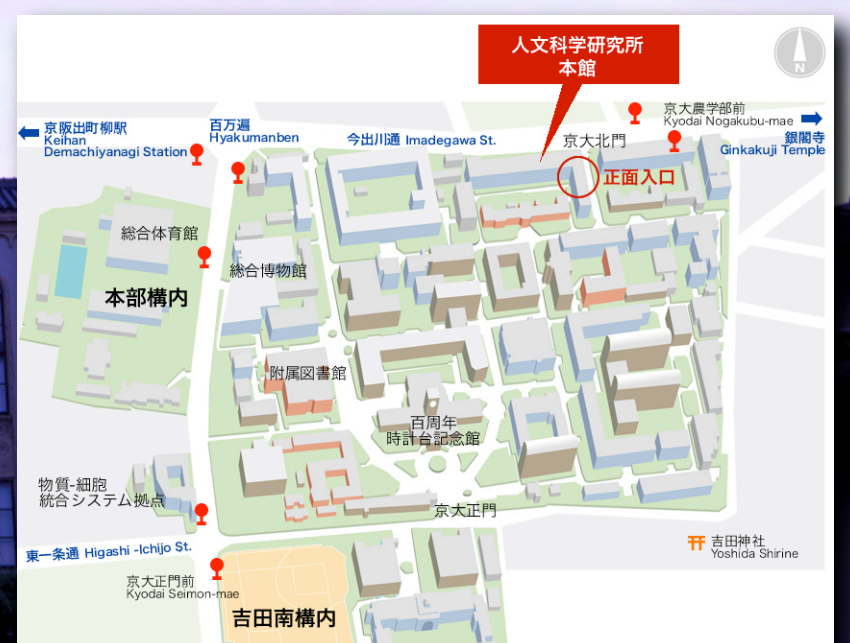 人文科学研究所
本館
N
京阪出町柳駅
Keihan
Demachiyanagi Station
百万遍
Hyakumanben
今出川通 Imadegawa St.
京大北門
京大農学部前
Kyodai Nogakubu-mae
銀閣寺
Ginkakuji Temple
正面入口
総合体育館
総合博物館
本部構内
附属図書館
百周年
時計台記念館
物質-細胞
統合システム拠点
京大正門
東一条通 Higashi -Ichijo St.
吉田神社
Yoshida Shirine
京大正門前
Kyodai Seimon-mae
吉田南構内